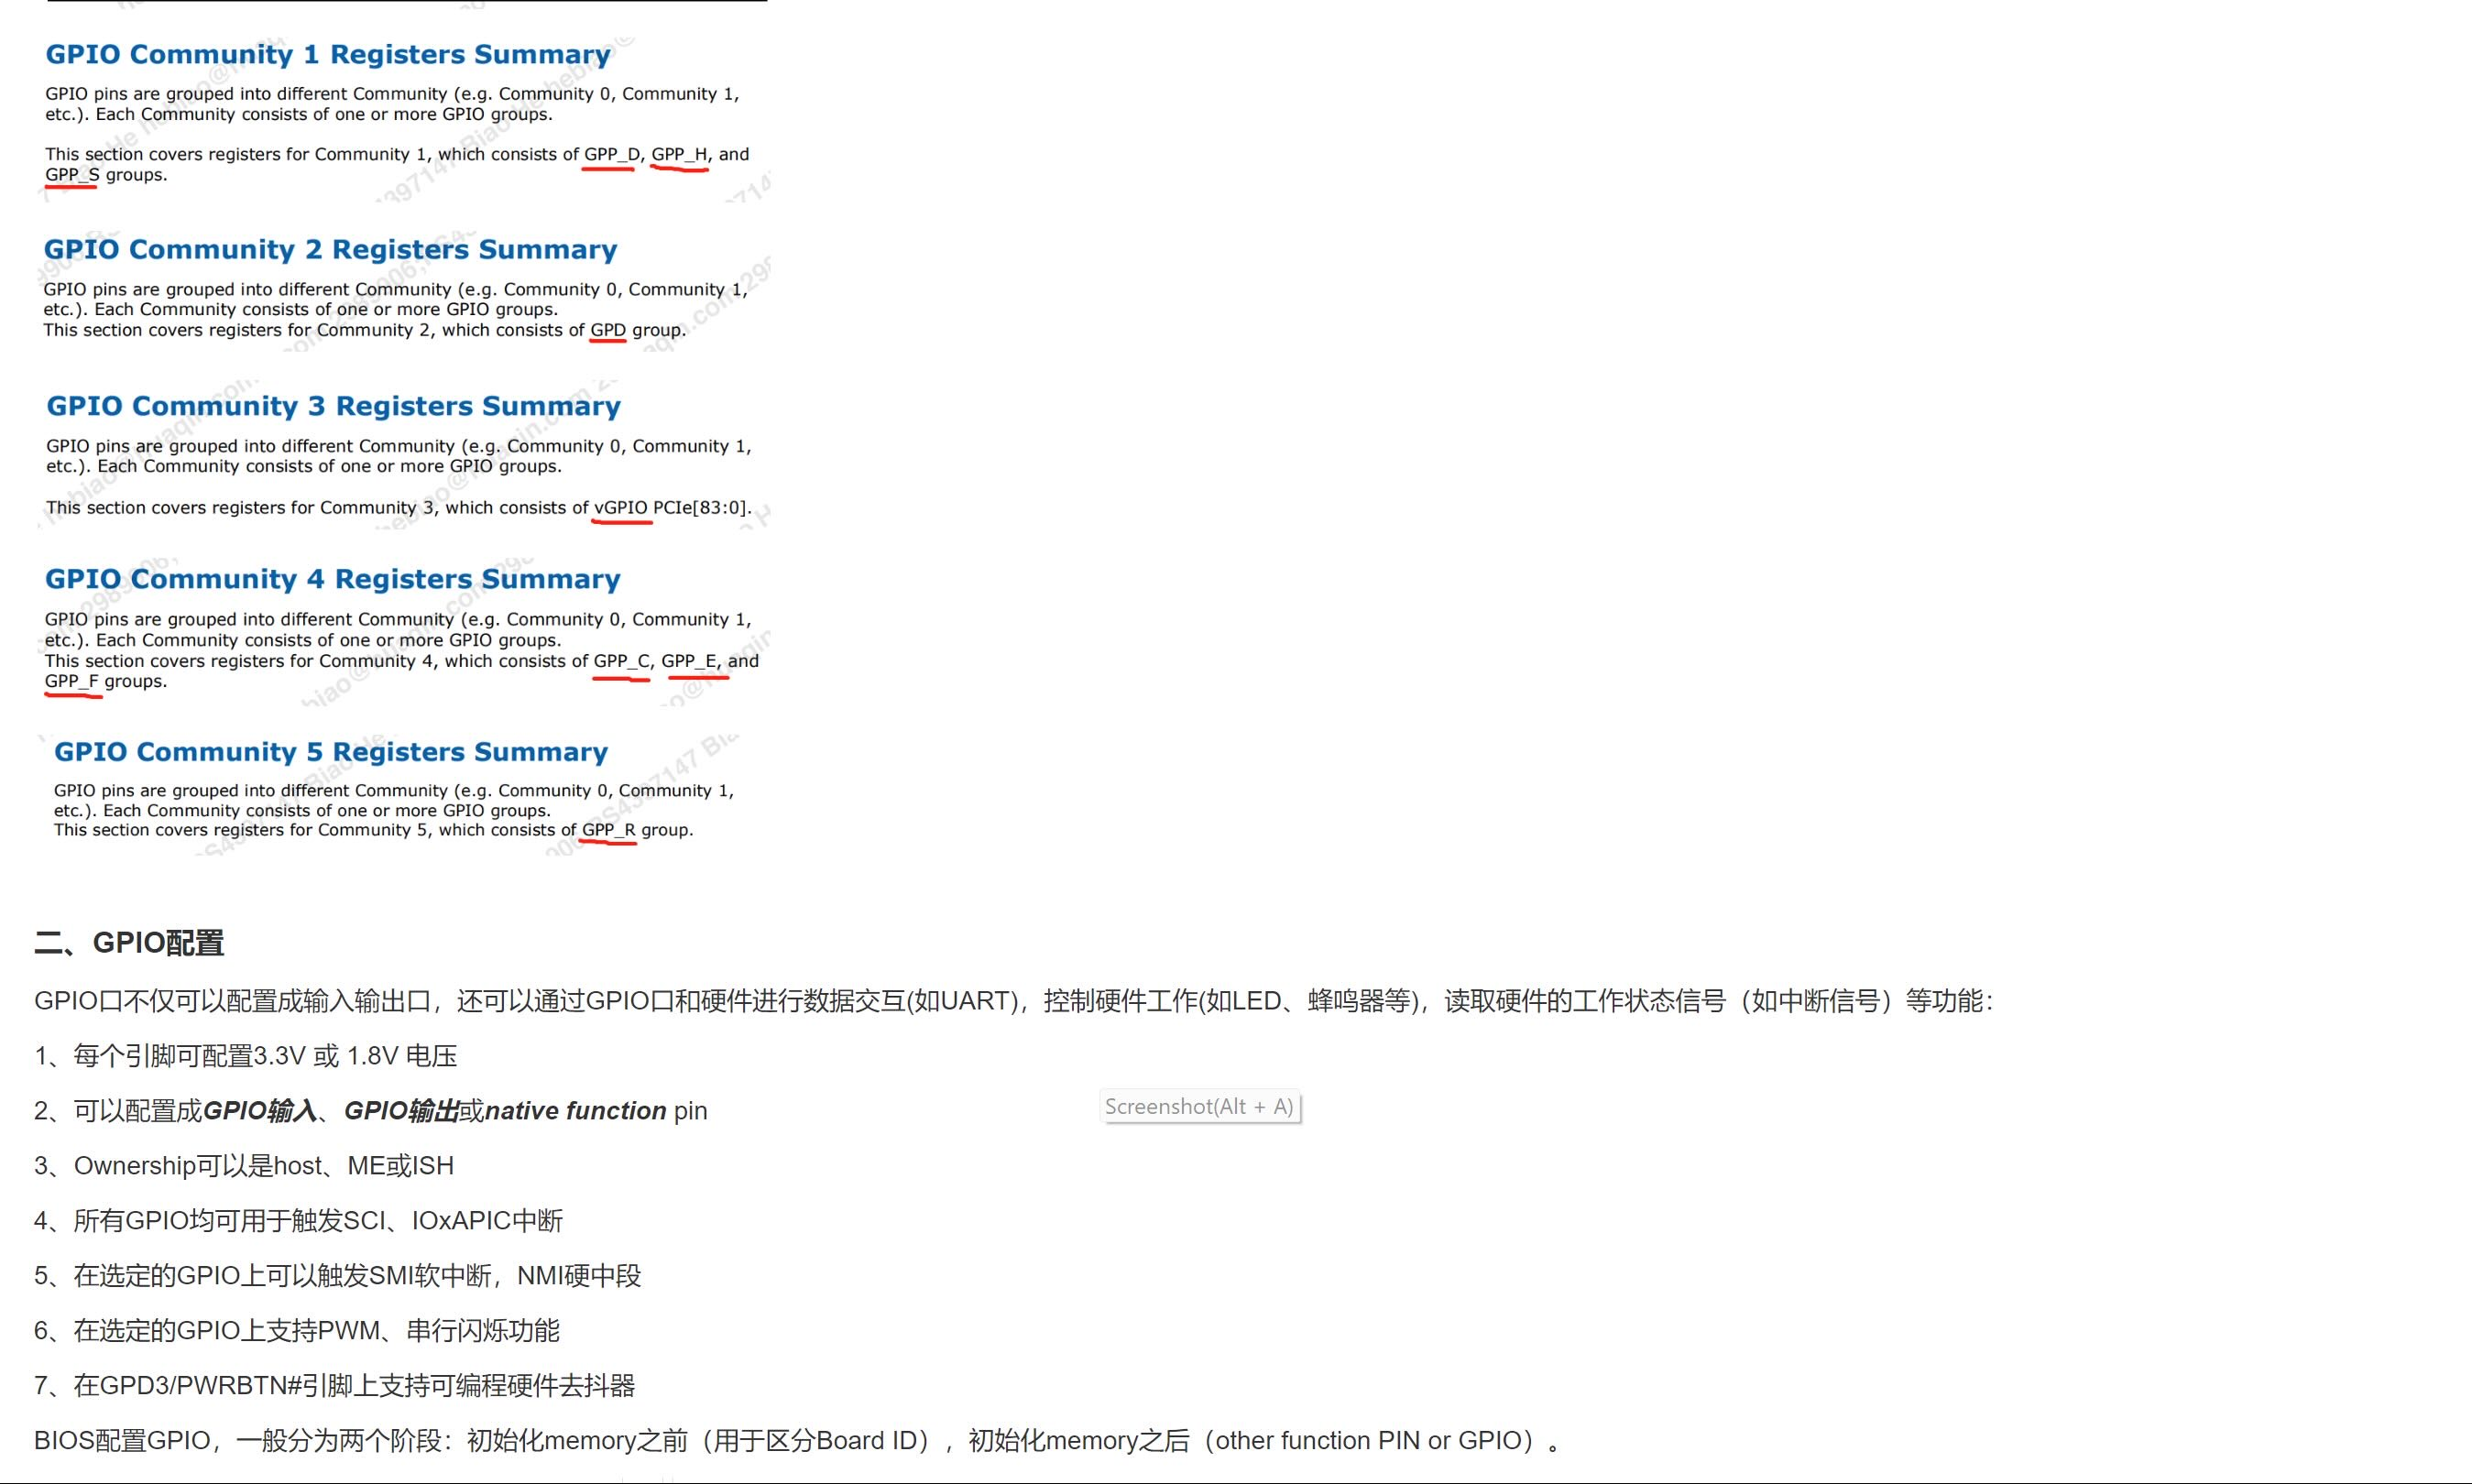 GPIO Community 1 Registers Summary
GPIO pins are grouped into different Community (e.g. Community 0, Community 1,
etc.). Each Community consists of one or more GPIO groups.
This section covers registers for Community 1, which consists of GPP_D, GPP_H, and
GPP_S groups.
GPIO Community 2 Registers Summary
GPIO pins are grouped into different Community (e.g. Community 0, Community 1,
etc.). Each Community consists of one or more GPIO groups.
This section covers registers for Community 2, which consists of GPD group.
GPIO Community 3 Registers Summary
GPIO pins are grouped into different Community (e.g. Community 0, Community 1,
etc.). Each Community consists of one or more GPIO groups.
This section covers registers for Community 3, which consists of vGPIO PCIe[83:0].
GPIO Community 4 Registers Summary
GPIO pins are grouped into different Community (e.g. Community 0, Community 1,
etc.). Each Community consists of one or more GPIO groups.
This section covers registers for Community 4, which consists of GPP_C, GPP_E, and
GPP_F groups.
GPIO Community 5 Registers Summary
GPIO pins are grouped into different Community (e.g. Community 0, Community 1,
etc.). Each Community consists of one or more GPIO groups.
This section covers registers for Community 5, which consists of GPP_R group.
二、GPIO配置
GPIO口不仅可以配置成输入输出口，还可以通过GPIO口和硬件进行数据交互(如UART)，控制硬件工作(如LED、蜂鸣器等)，读取硬件的工作状态信号（如中断信号）等功能：
1、每个引脚可配置3.3V 或 1.8V 电压
2、可以配置成GPIO输入、GPIO输出或native function pin
Screenshot(Alt + A)
3、Ownership可以是host、ME或ISH
4、所有GPIO均可用于触发SCI、IOxAPIC中断
5、在选定的GPIO上可以触发SMI软中断，NMI硬中段
6、在选定的GPIO上支持PWM、串行闪烁功能
7、在GPD3/PWRBTN#引脚上支持可编程硬件去抖器
BIOS配置GPIO，一般分为两个阶段：初始化memory之前（用于区分Board ID），初始化memory之后（other function PIN or GPIO）。